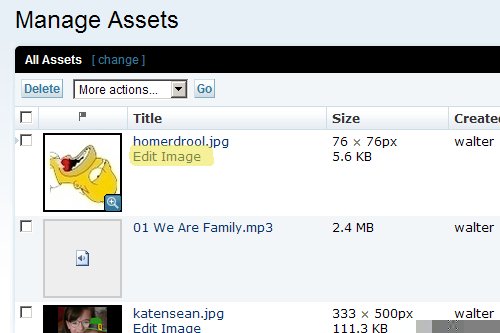 Manage Assets
All Assets [ change ]
Delete More actions... Go
Title Size Create
homerdrool.jpg 76 × 76px walter
Edit Image 5.6 KB
01 We Are Family.mp3 2.4 MB walter
katensean.jpg 333 × 500px walter
Edit Image 111.3 KB